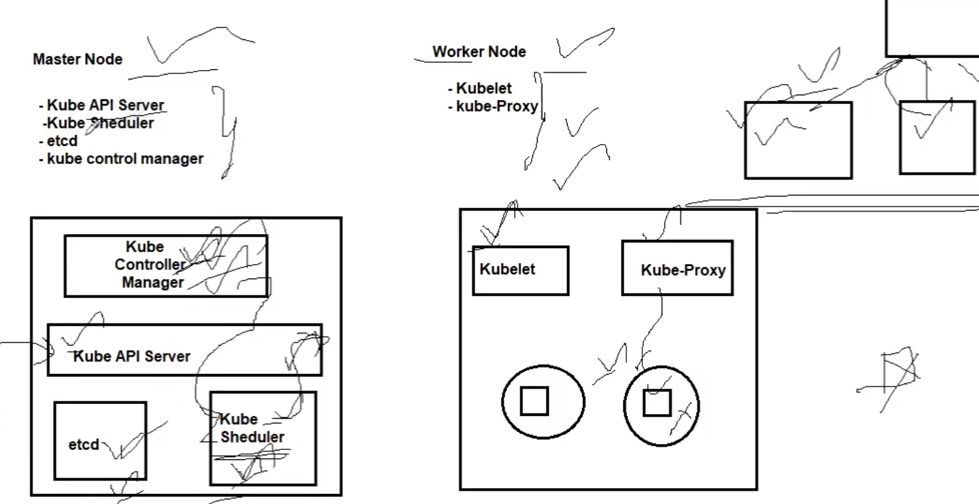 Master Node
- Kube API Server
-Kube Sheduler
- etcd
- kube control manager
Worker Node
- Kubelet
- kube-Proxy
Kube
Controller
Manager
Kube API Server
etcd
Kube
Sheduler
Kubelet
Kube-Proxy